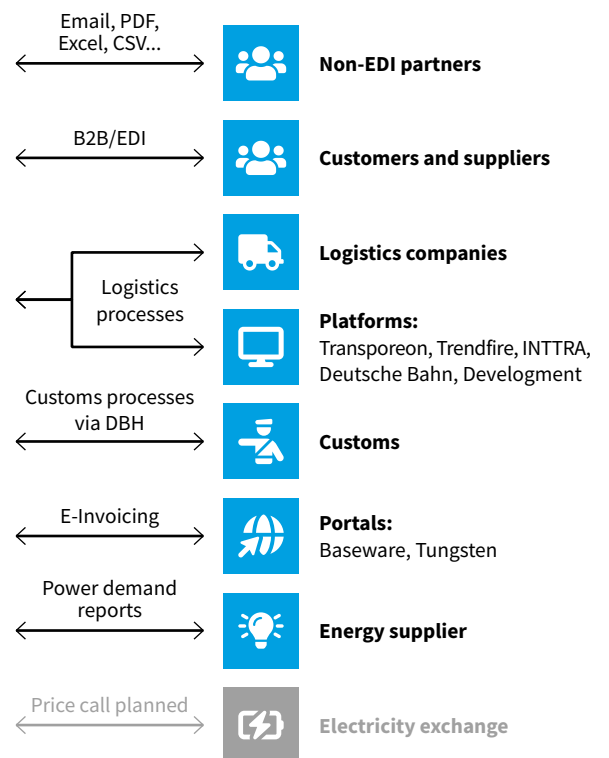 Email, PDF,
Excel, CSV...
Non-EDI partners
B2B/EDI
Customers and suppliers
Logistics companies
Logistics
processes
Platforms:
Transporeon, Trendfire, INTTRA,
Deutsche Bahn, Develogment
Customs processes
via DBH
Customs
E-Invoicing
Portals:
Baseware, Tungsten
Power demand
reports
Energy supplier
Price call planned
Electricity exchange